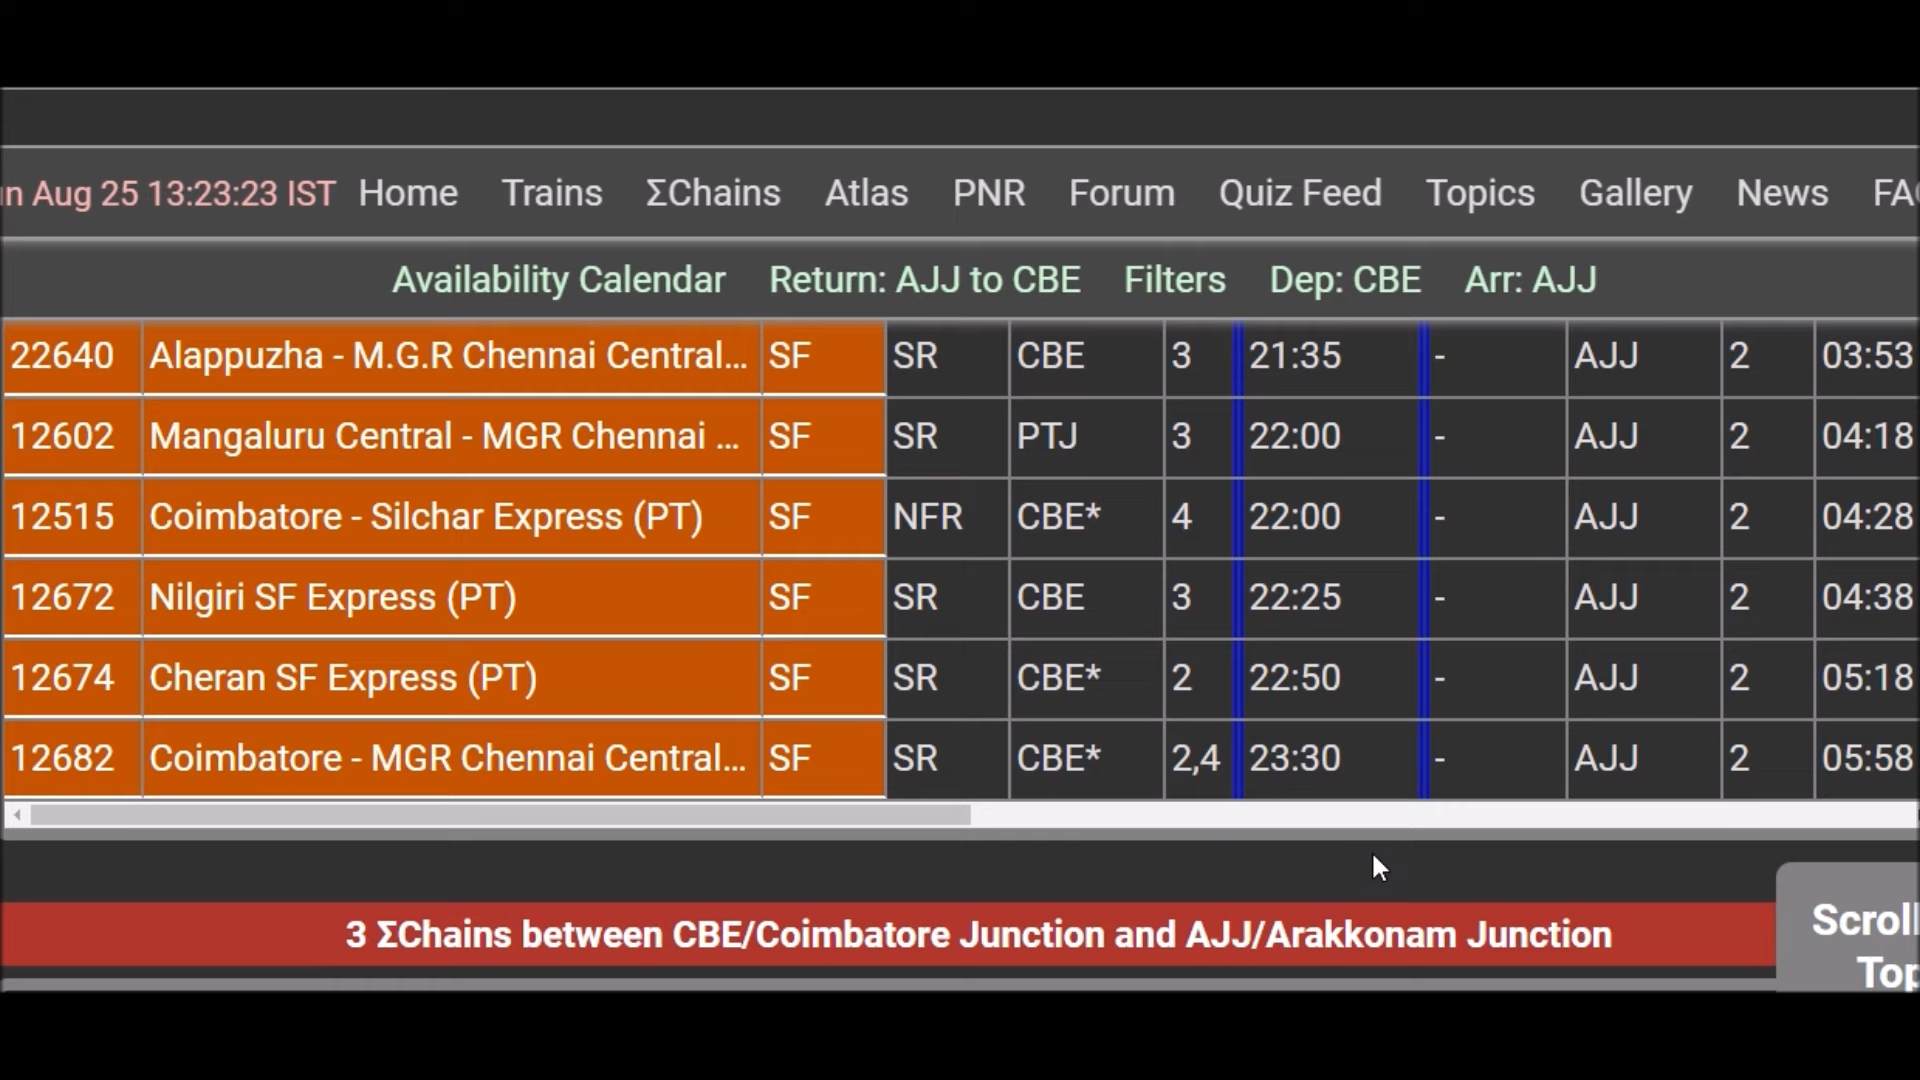 n Aug 25 13:23:23 IST Home Trains ΣChains Atlas PNR Forum Quiz Feed Topics Gallery News FA
Availability Calendar Return: AJJ to CBE Filters Dep: CBE Arr: AJJ
22640 Alappuzha - M.G.R Chennai Central... SF SR CBE 3 21:35 - AJJ 2 03:53
12602 Mangaluru Central - MGR Chennai ... SF SR PTJ 3 22:00 - AJJ 2 04:18
12515 Coimbatore - Silchar Express (PT) SF NFR CBE* 4 22:00 - AJJ 2 04:28
12672 Nilgiri SF Express (PT) SF SR CBE 3 22:25 - AJJ 2 04:38
12674 Cheran SF Express (PT) SF SR CBE* 2 22:50 - AJJ 2 05:18
12682 Coimbatore - MGR Chennai Central... SF SR CBE* 2,4 23:30 - AJJ 2 05:58
3 ΣChains between CBE/Coimbatore Junction and AJJ/Arakkonam Junction
Scroll
Top